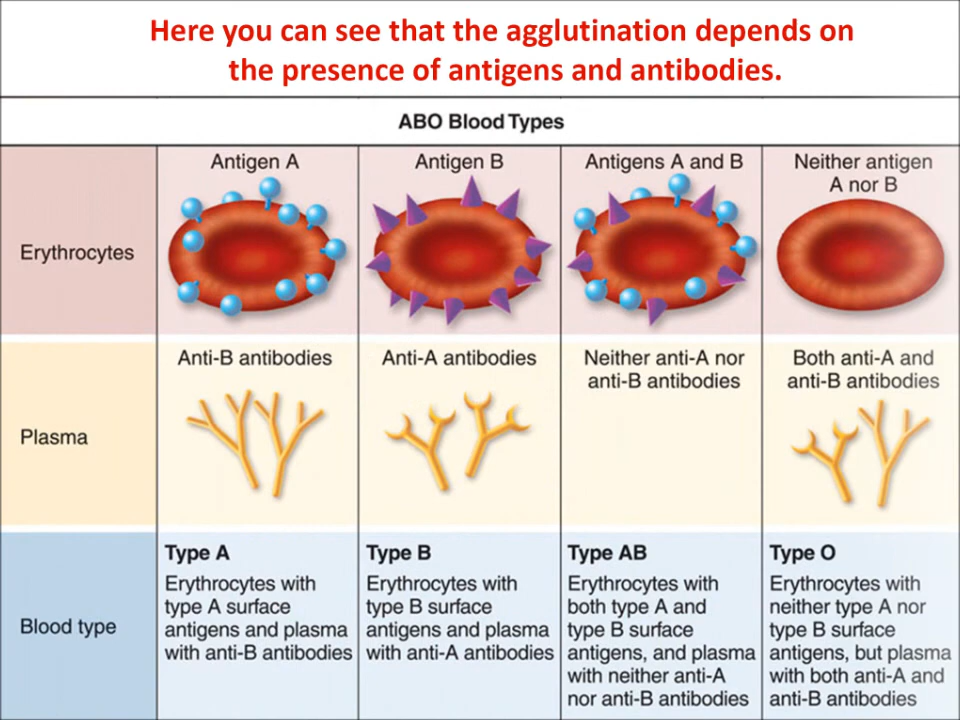 Here you can see that the agglutination depends on
the presence of antigens and antibodies.
ABO Blood Types
Erythrocytes
Antigen A
Antigen B
Antigens A and B
Neither antigen
A nor B
Plasma
Anti-B antibodies
Anti-A antibodies
Neither anti-A nor
anti-B antibodies
Both anti-A and
anti-B antibodies
Blood type
Type A
Erythrocytes with
type A surface
antigens and plasma
with anti-B antibodies
Type B
Erythrocytes with
type B surface
antigens and plasma
with anti-A antibodies
Type AB
Erythrocytes with
both type A and
type B surface
antigens, and plasma
with neither anti-A
nor anti-B antibodies
Type O
Erythrocytes with
neither type A nor
type B surface
antigens, but plasma
with both anti-A and
anti-B antibodies